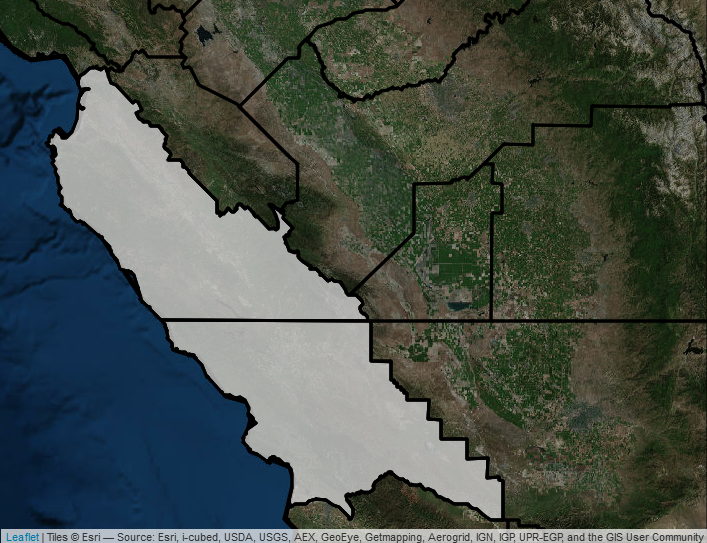 Leaflet | Tiles © Esri — Source: Esri, i-cubed, USDA, USGS, AEX, GeoEye, Getmapping, Aerogrid, IGN, IGP, UPR-EGP, and the GIS User Community